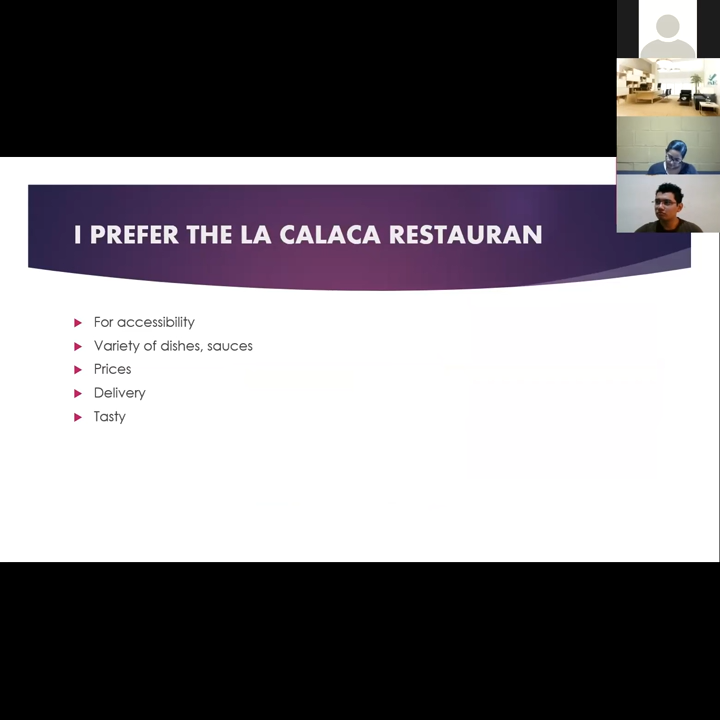 I PREFER THE LA CALACA RESTAURAN
For accessibility
Variety of dishes, sauces
Prices
Delivery
Tasty